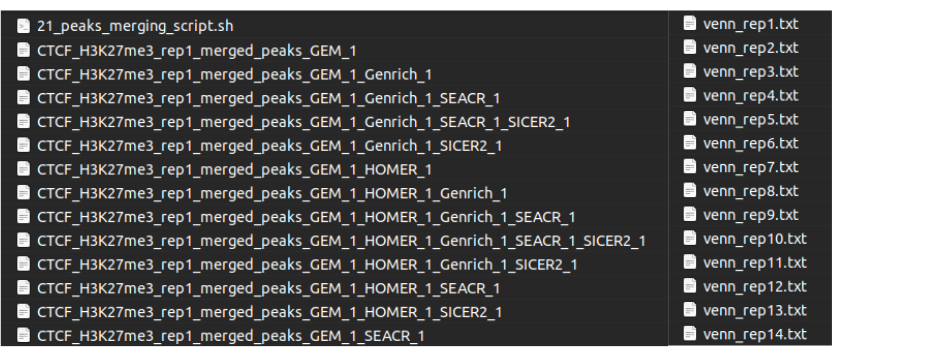 21_peaks_merging_script.sh
CTCF_H3K27me3_rep1_merged_peaks_GEM_1
CTCF_H3K27me3_rep1_merged_peaks_GEM_1_Genrich_1
CTCF_H3K27me3_rep1_merged_peaks_GEM_1_Genrich_1_SEACR_1
CTCF_H3K27me3_rep1_merged_peaks_GEM_1_Genrich_1_SEACR_1_SICER2_1
CTCF_H3K27me3_rep1_merged_peaks_GEM_1_Genrich_1_SICER2_1
CTCF_H3K27me3_rep1_merged_peaks_GEM_1_HOMER_1
CTCF_H3K27me3_rep1_merged_peaks_GEM_1_HOMER_1_Genrich_1
CTCF_H3K27me3_rep1_merged_peaks_GEM_1_HOMER_1_Genrich_1_SEACR_1
CTCF_H3K27me3_rep1_merged_peaks_GEM_1_HOMER_1_Genrich_1_SEACR_1_SICER2_1
CTCF_H3K27me3_rep1_merged_peaks_GEM_1_HOMER_1_Genrich_1_SICER2_1
CTCF_H3K27me3_rep1_merged_peaks_GEM_1_HOMER_1_SEACR_1
CTCF_H3K27me3_rep1_merged_peaks_GEM_1_HOMER_1_SICER2_1
CTCF_H3K27me3_rep1_merged_peaks_GEM_1_SEACR_1
venn_rep1.txt
venn_rep2.txt
venn_rep3.txt
venn_rep4.txt
venn_rep5.txt
venn_rep6.txt
venn_rep7.txt
venn_rep8.txt
venn_rep9.txt
venn_rep10.txt
venn_rep11.txt
venn_rep12.txt
venn_rep13.txt
venn_rep14.txt